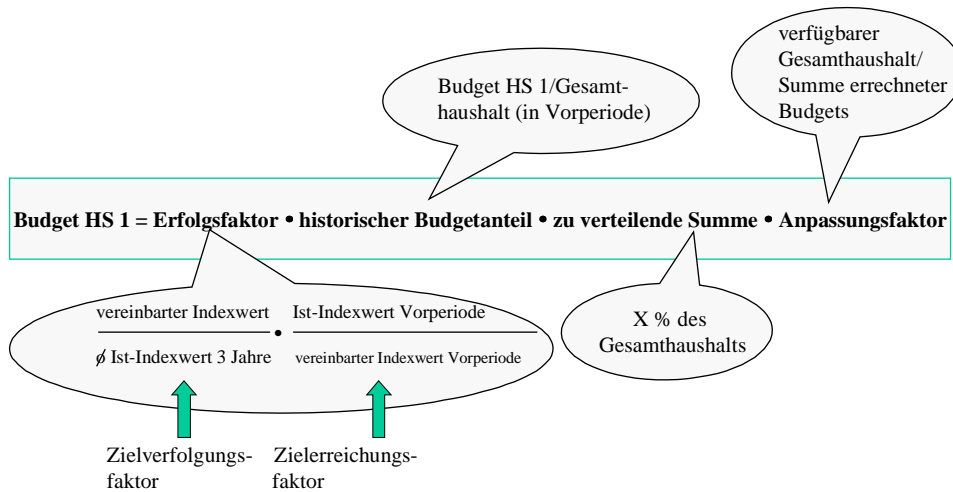 verfügbarer
Gesamthaushalt/
Summe errechneter
Budgets
Budget HS 1/Gesamt-
haushalt (in Vorperiode)
Budget HS 1 = Erfolgsfaktor • historischer Budgetanteil • zu verteilende Summe • Anpassungsfaktor
vereinbarter Indexwert • Ist-Indexwert Vorperiode
ø Ist-Indexwert 3 Jahre vereinbarter Indexwert Vorperiode
X % des
Gesamthaushalts
Zielverfolgungs-
faktor
Zielerreichungs-
faktor